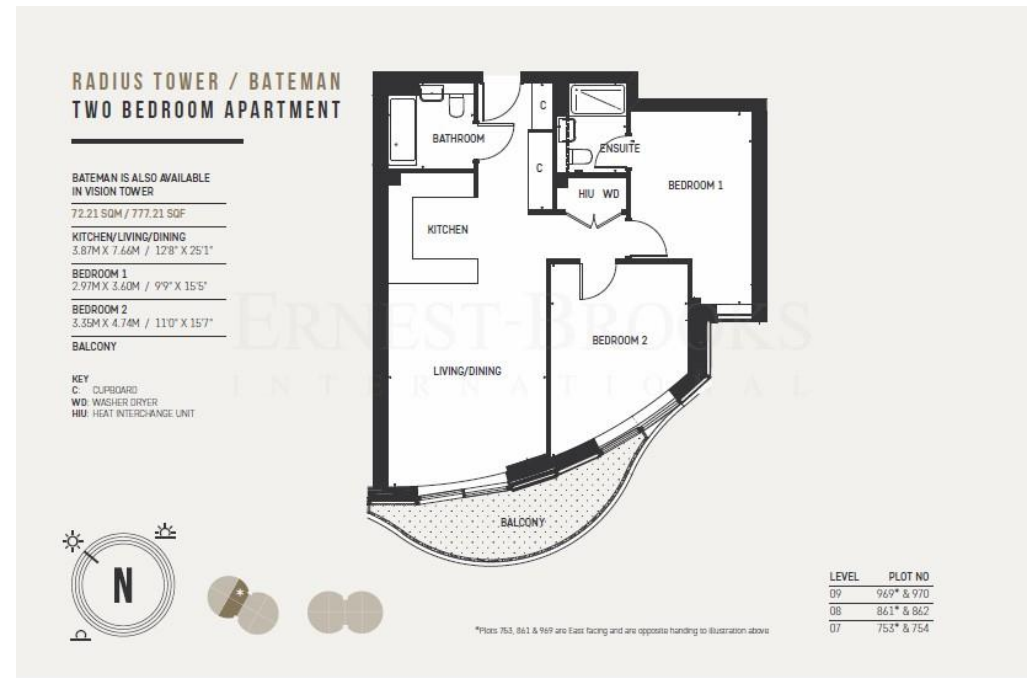 RADIUS TOWER / BATEMAN
TWO BEDROOM APARTMENT
BATEMAN IS ALSO AVAILABLE
IN VISION TOWER
72.21 SQM / 777.21 SQF
KITCHEN/LIVING/DINING
3.87M X 7.66M / 12'8" X 25'1"
BEDROOM 1
2.97M X 3.60M / 9'9" X 15'5"
BEDROOM 2
3.35M X 4.74M / 11'0" X 15'7"
BALCONY
KEY
C: CUPBOARD
WD: WASHER DRYER
HIU: HEAT INTERCHANGE UNIT
BATHROOM
C
C
ENSUITE
HIU WD
BEDROOM 1
KITCHEN
BEDROOM 2
LIVING/DINING
BALCONY
ERNEST-BROOKS
INTERNATIONAL
N
*
LEVEL PLOT NO
09 969* & 970
08 861* & 862
07 753* & 754
*Plots 753, 861 & 969 are East facing and are opposite handing to illustration above